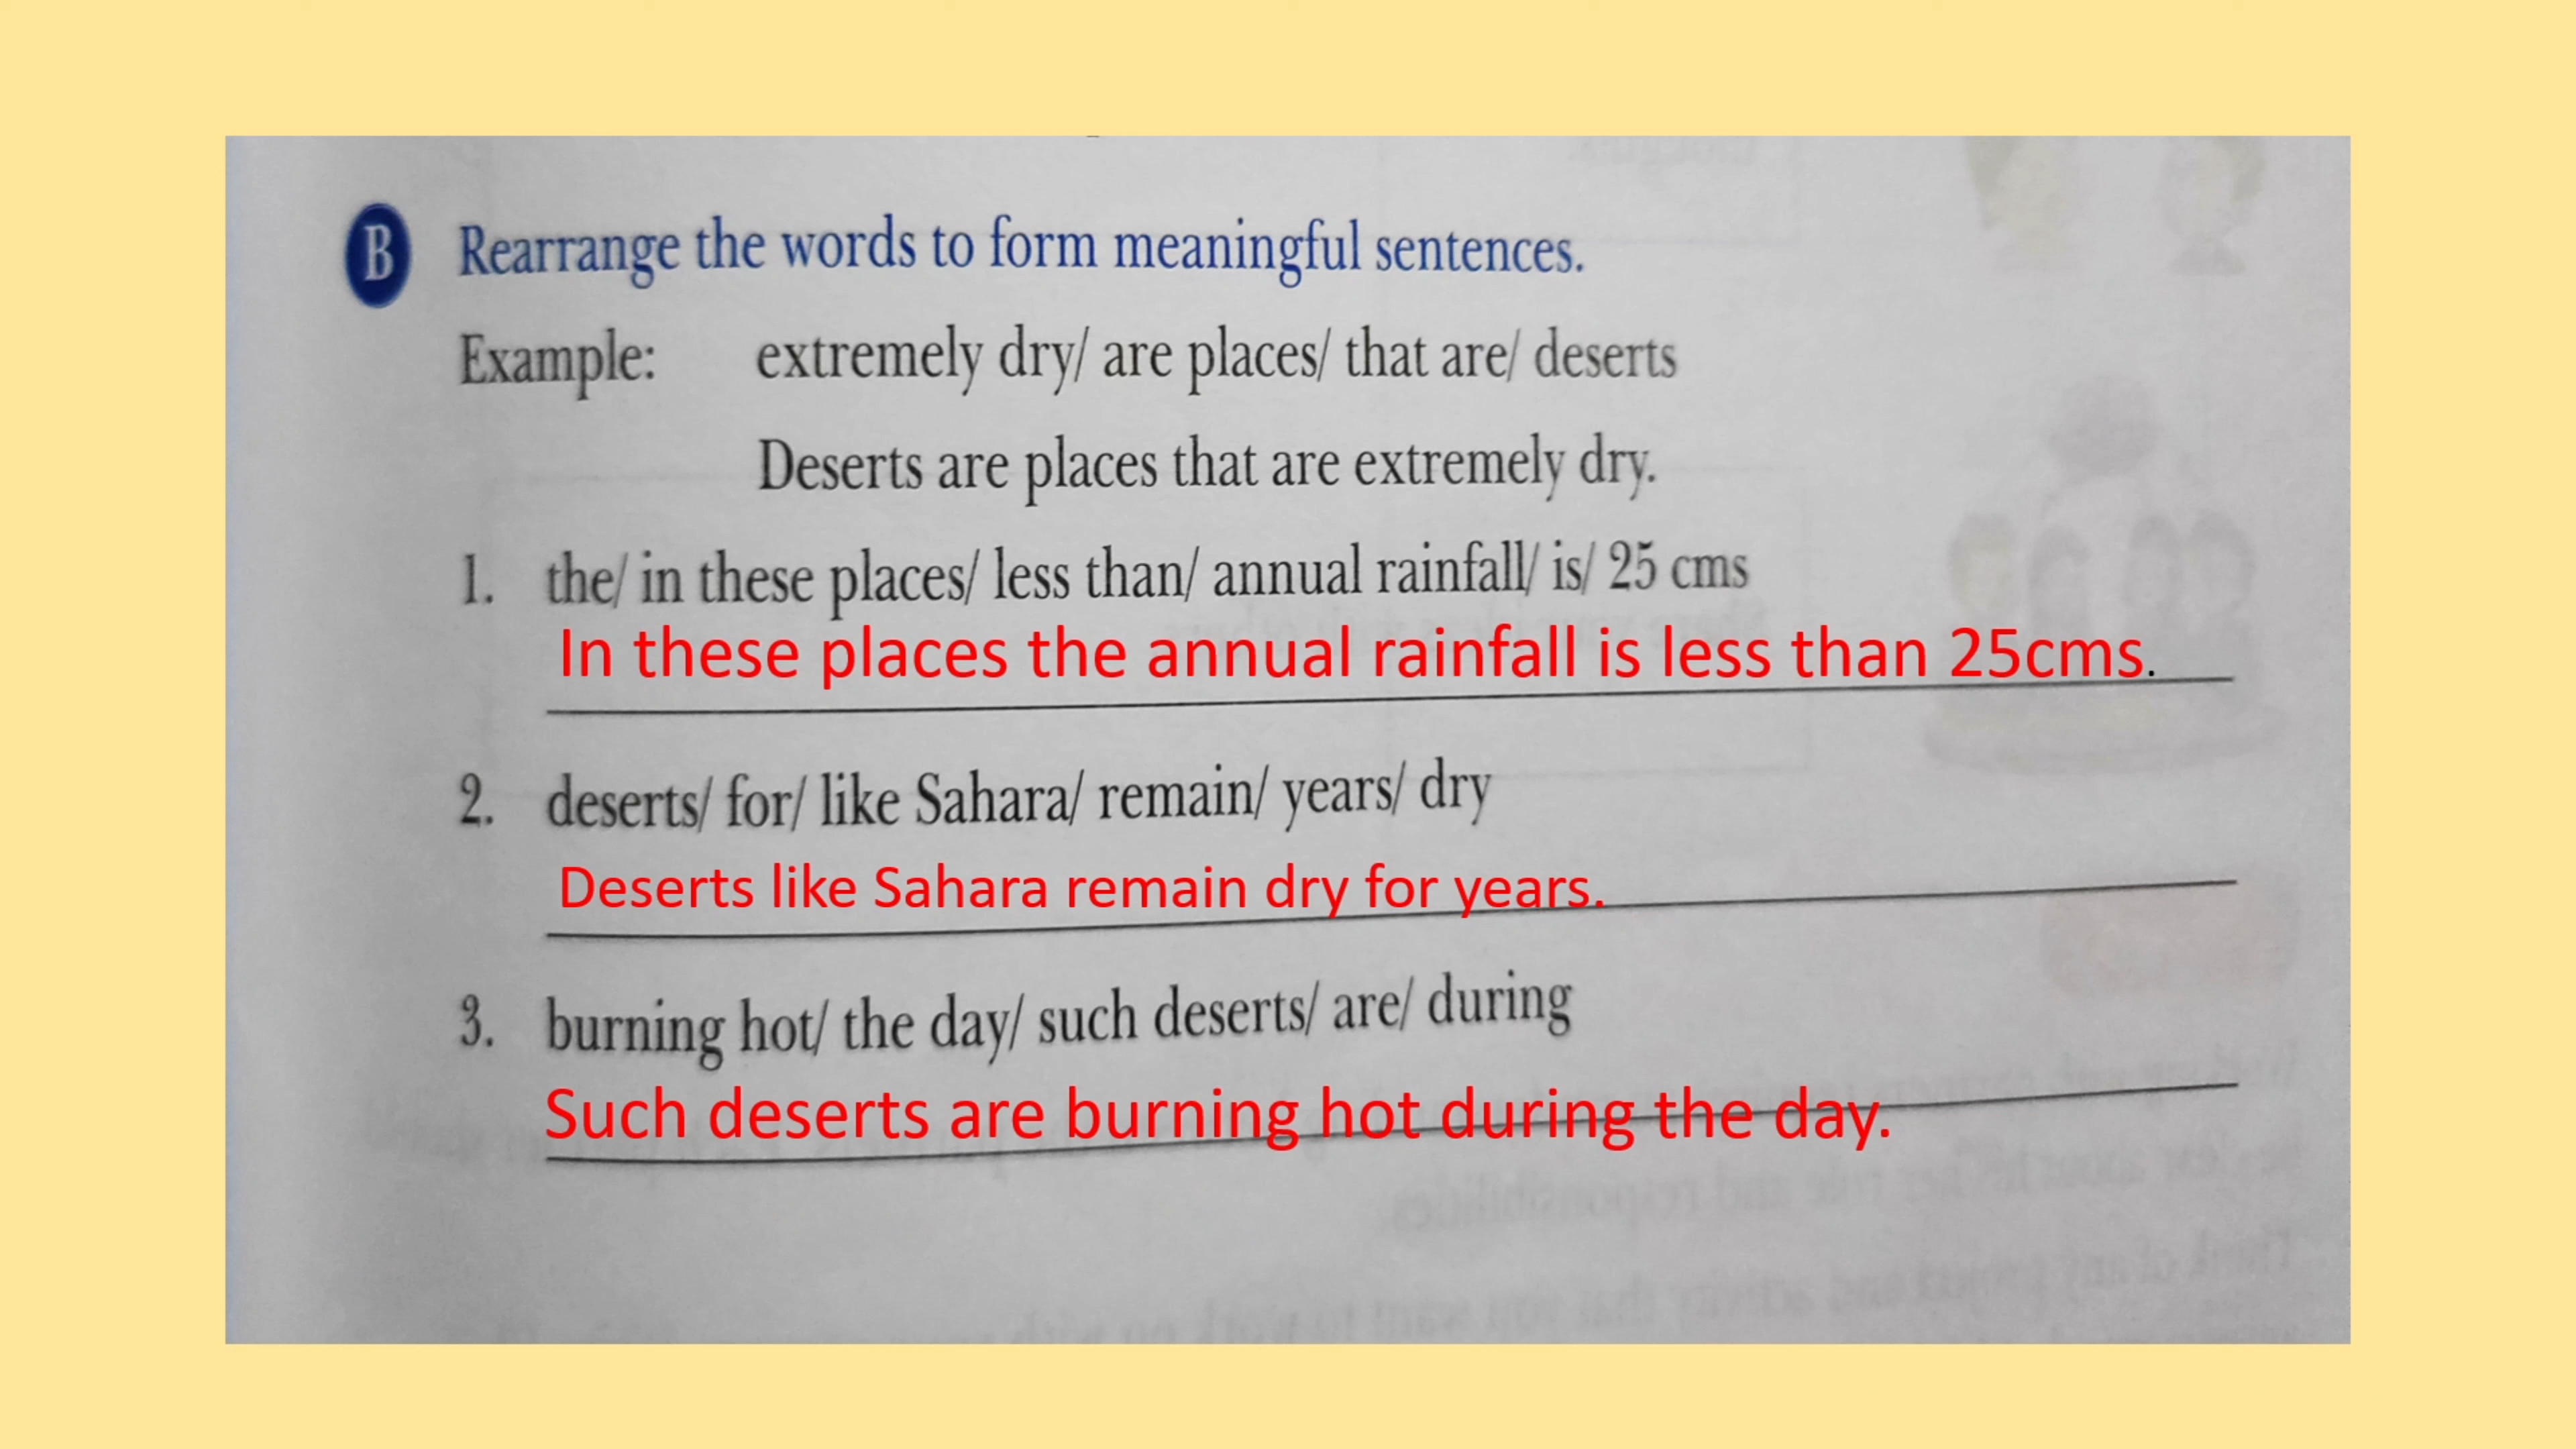 B Rearrange the words to form meaningful sentences.
Example: extremely dry/ are places/ that are/ deserts
Deserts are places that are extremely dry.
1. the/ in these places/ less than/ annual rainfall/ is/ 25 cms
In these places the annual rainfall is less than 25cms.
2. deserts/ for/ like Sahara/ remain/ years/ dry
Deserts like Sahara remain dry for years.
3. burning hot/ the day/ such deserts/ are/ during
Such deserts are burning hot during the day.